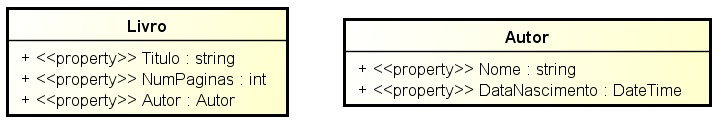 Livro
+ <<property>> Titulo : string
+ <<property>> NumPaginas : int
+ <<property>> Autor : Autor
Autor
+ <<property>> Nome : string
+ <<property>> DataNascimento : DateTime